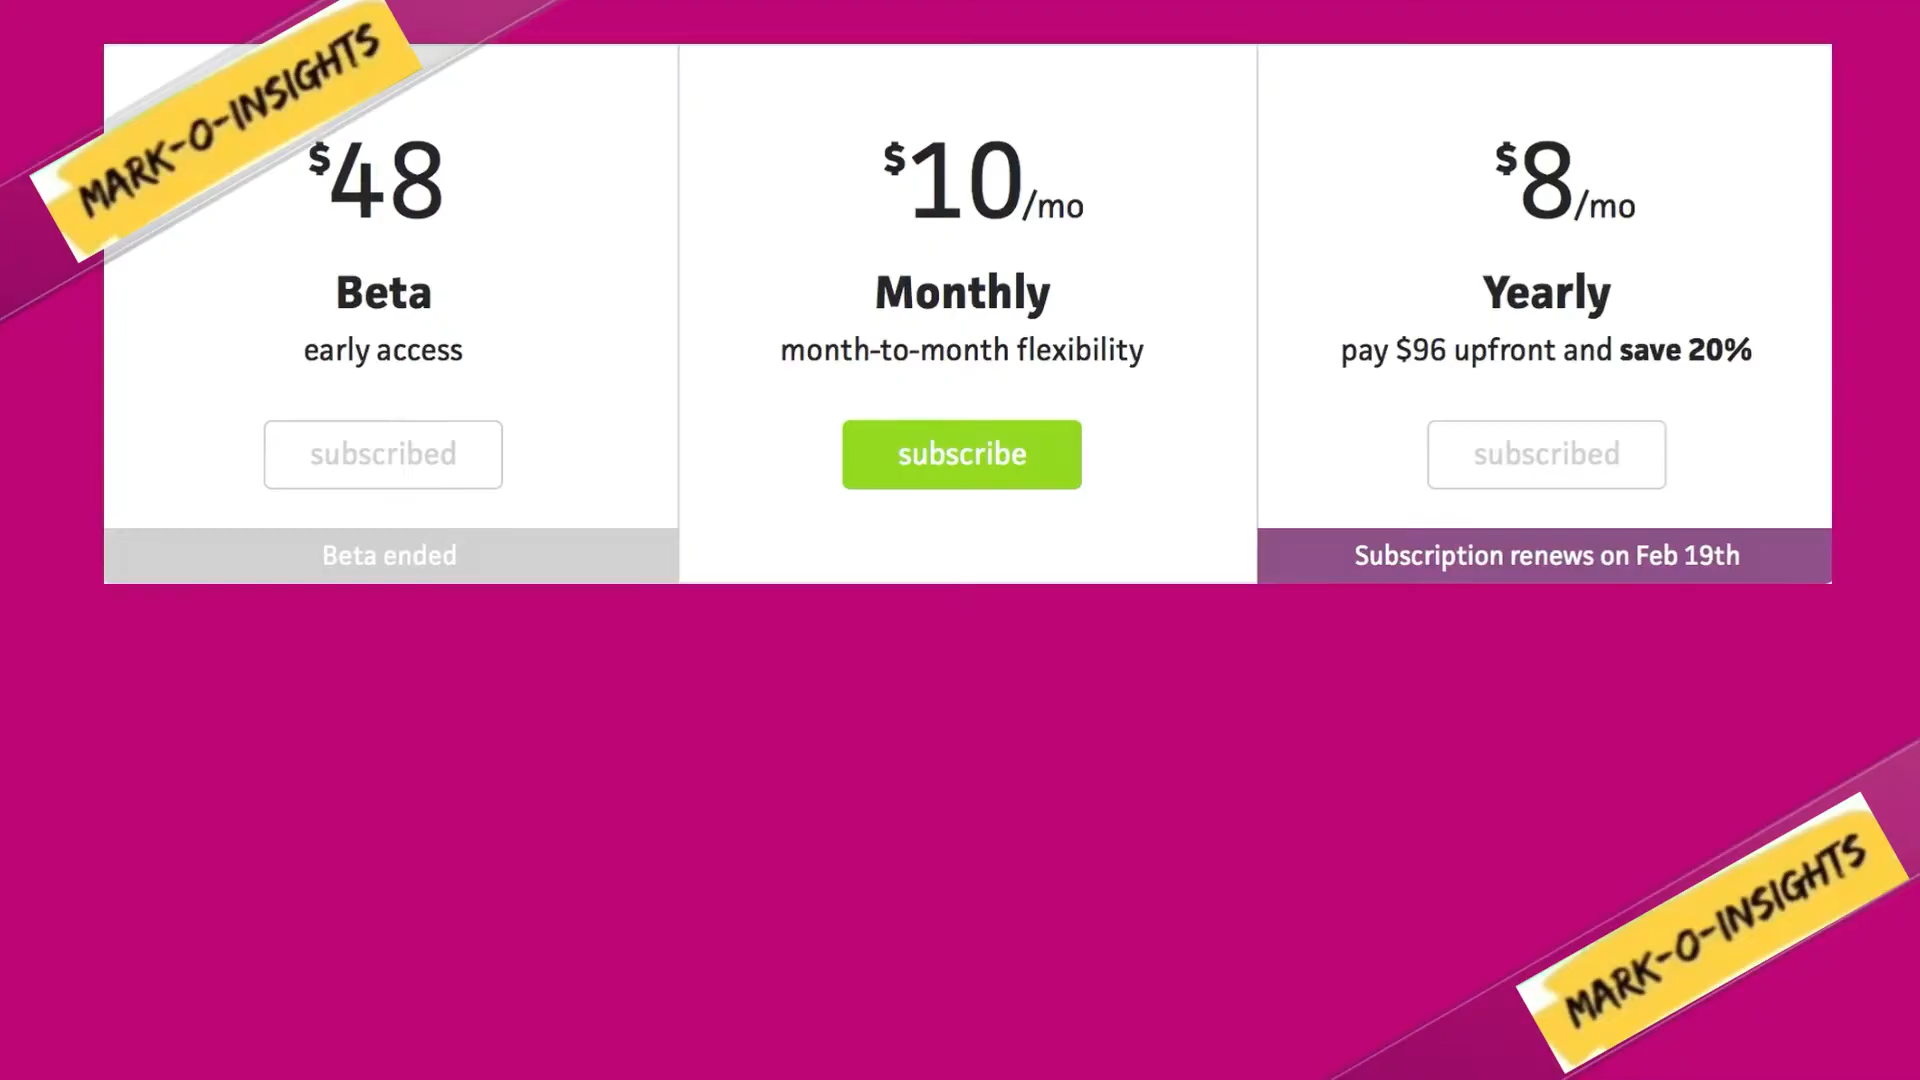 MARK-O-INSIGHTS
$48
Beta
early access
subscribed
Beta ended
$10/mo
Monthly
month-to-month flexibility
subscribe
$8/mo
Yearly
pay $96 upfront and save 20%
subscribed
Subscription renews on Feb 19th
MARK-O-INSIGHTS